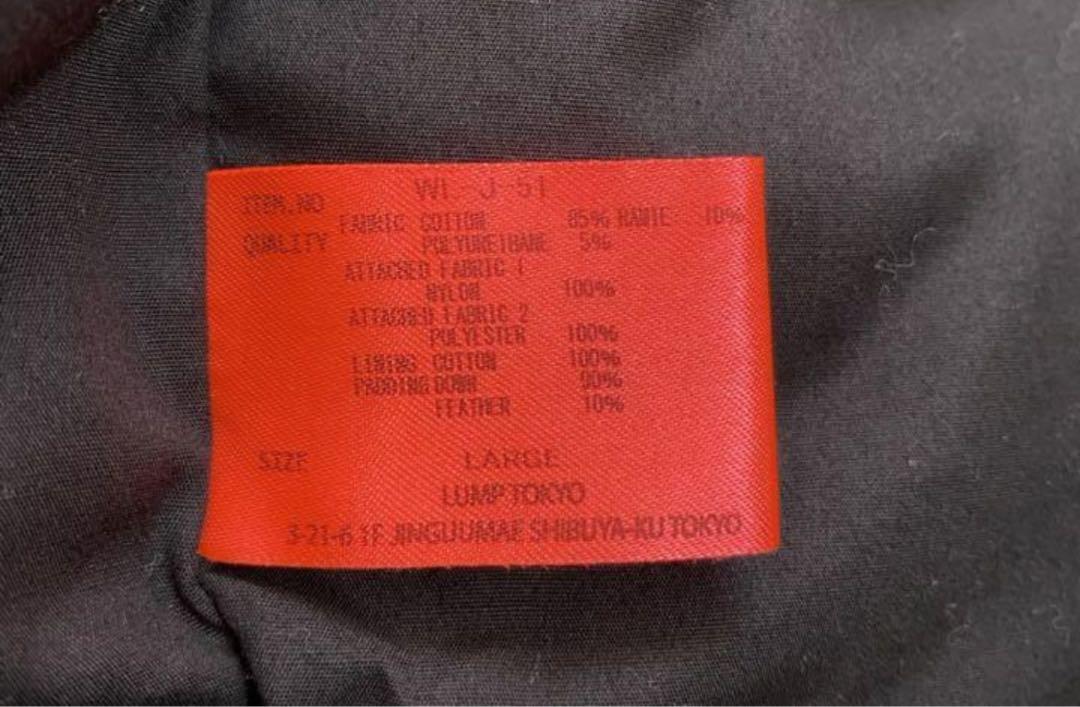 ITEM.NO WL-J-51
QUALITY FABRIC COTTON 85% RAMIE 10%
POLYURETHANE 5%
ATTACHED FABRIC 1
NYLON 100%
ATTACHED FABRIC 2
POLYESTER 100%
LINING COTTON 100%
PADDING DOWN 90%
FEATHER 10%
SIZE LARGE
LUMP TOKYO
3-21-6 1F JINGUUMAE SHIBUYA-KU TOKYO